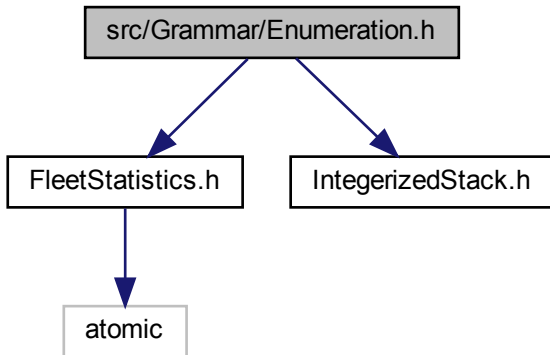 src/Grammar/Enumeration.h
FleetStatistics.h
IntegerizedStack.h
atomic